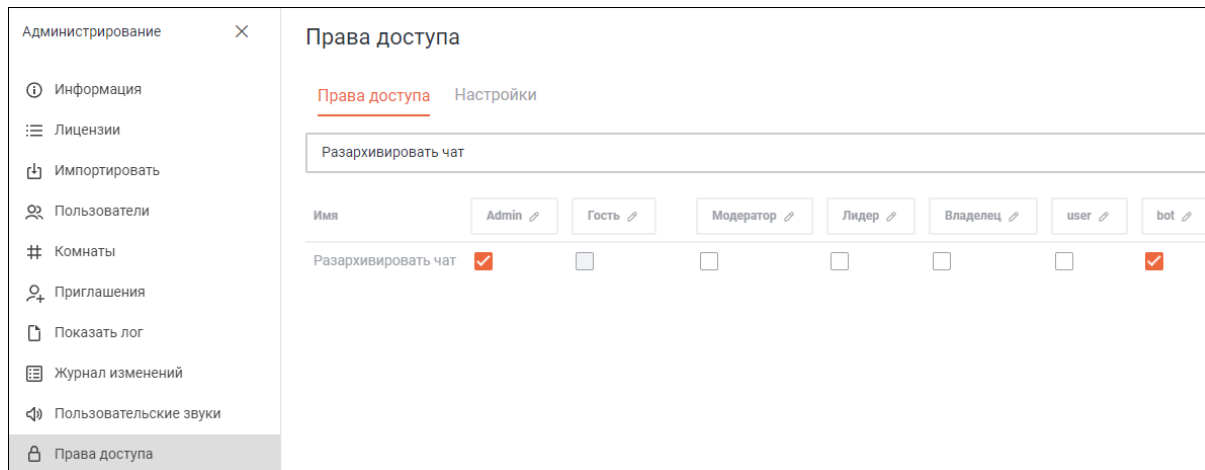 Администрирование
Информация
Лицензии
Импортировать
Пользователи
Комнаты
Приглашения
Показать лог
Журнал изменений
Пользовательские звуки
Права доступа
Права доступа
Права доступа Настройки
Разархивировать чат
Имя Admin Гость Модератор Лидер Владелец user bot
Разархивировать чат